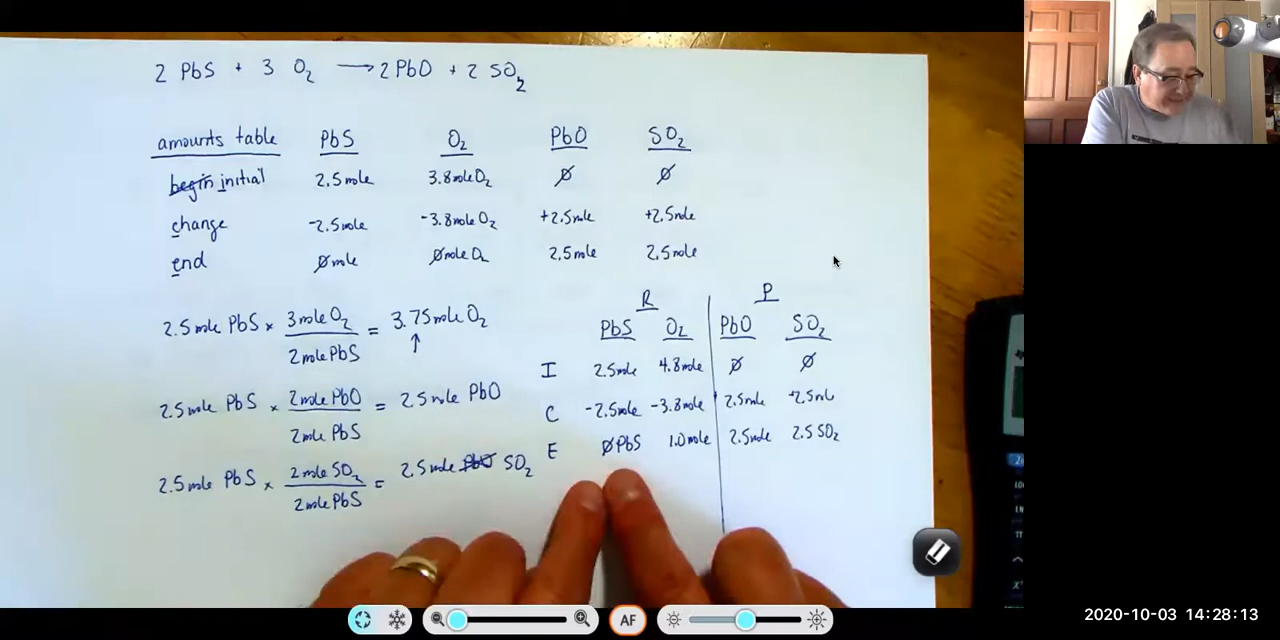 2 PbS + 3 O₂ ⟶ 2 PbO + 2 SO₂
amounts table PbS O₂ PbO SO₂
begin initial 2.5 mole 3.8 mole O₂ ∅ ∅
change -2.5 mole -3.8 mole O₂ +2.5 mole +2.5 mole
end ∅ mole ∅ mole O₂ 2.5 mole 2.5 mole
2.5 mole PbS × 3 mole O₂ / 2 mole PbS = 3.75 mole O₂
↑
2.5 mole PbS × 2 mole PbO / 2 mole PbS = 2.5 mole PbO
2.5 mole PbS × 2 mole SO₂ / 2 mole PbS = 2.5 mole PbO SO₂
R P
PbS O₂ PbO SO₂
I 2.5 mole 4.8 mole ∅ ∅
C -2.5 mole -3.8 mole 2.5 mole +2.5 mole
E ∅ PbS 1.0 mole 2.5 mole 2.5 SO₂
AF
2020-10-03 14:28:13